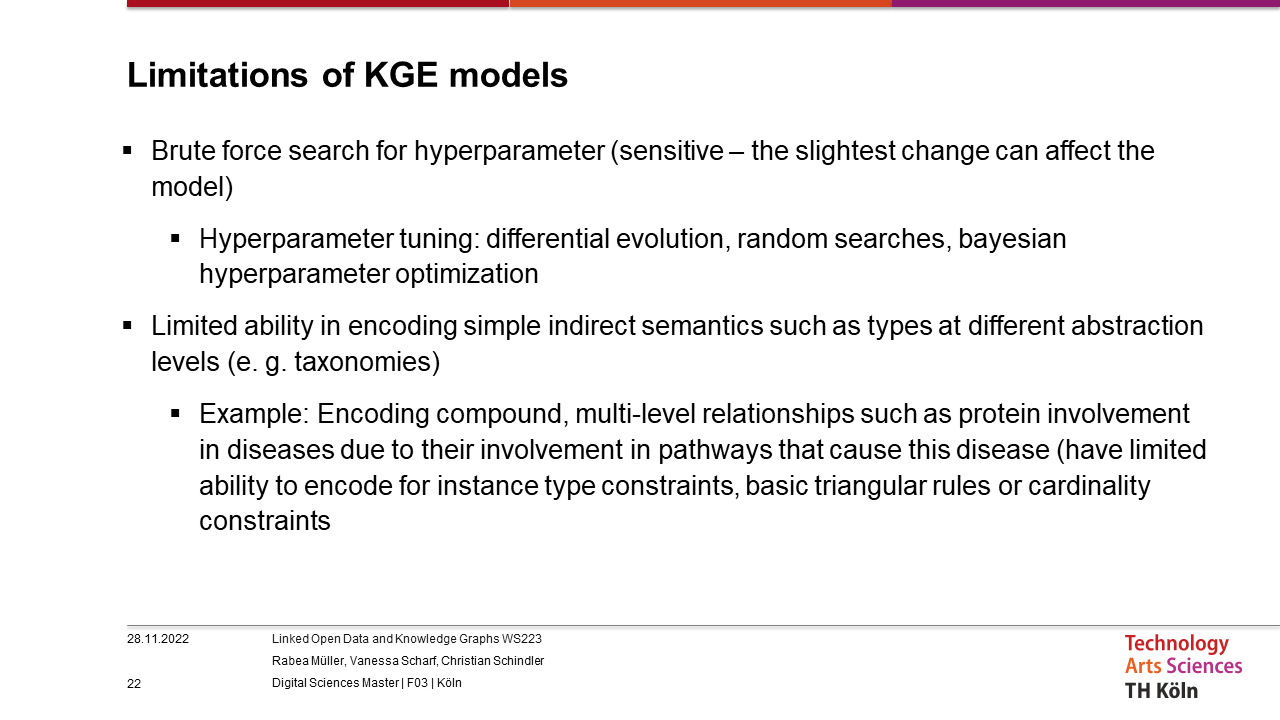 Limitations of KGE models
▪ Brute force search for hyperparameter (sensitive – the slightest change can affect the
model)
▪ Hyperparameter tuning: differential evolution, random searches, bayesian
hyperparameter optimization
▪ Limited ability in encoding simple indirect semantics such as types at different abstraction
levels (e. g. taxonomies)
▪ Example: Encoding compound, multi-level relationships such as protein involvement
in diseases due to their involvement in pathways that cause this disease (have limited
ability to encode for instance type constraints, basic triangular rules or cardinality
constraints
28.11.2022
Linked Open Data and Knowledge Graphs WS223
Rabea Müller, Vanessa Scharf, Christian Schindler
22
Digital Sciences Master | F03 | Köln
Technology
Arts Sciences
TH Köln